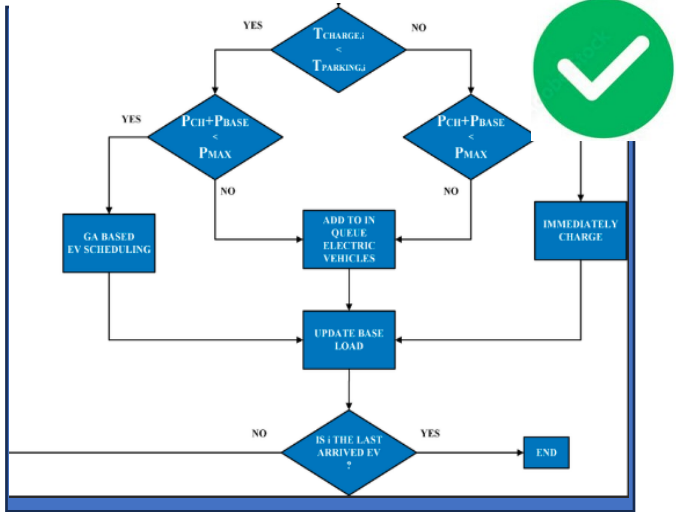 YES
NO
TCHARGE,i
<
TPARKING,i
YES
PCH+PBASE
<
PMAX
NO
PCH+PBASE
<
PMAX
NO
GA BASED
EV SCHEDULING
ADD TO IN
QUEUE
ELECTRIC
VEHICLES
IMMEDIATELY
CHARGE
UPDATE BASE
LOAD
NO
IS i THE LAST
ARRIVED EV
?
YES
END